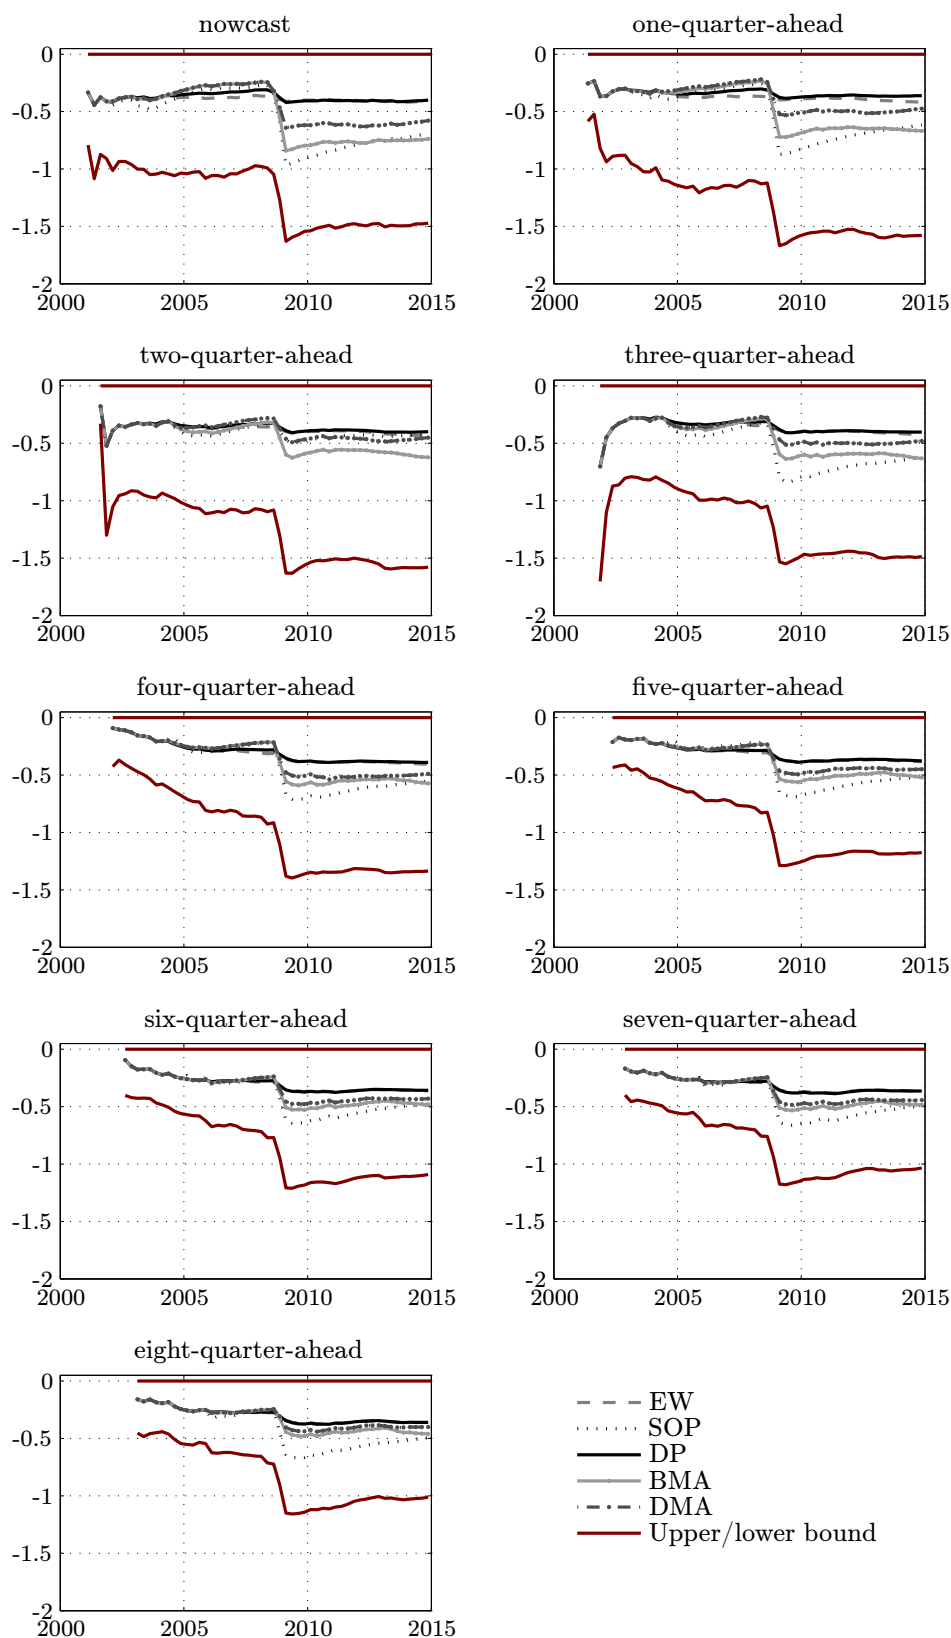 nowcast
one-quarter-ahead
0
-0.5
-1
-1.5
-2
2000 2005 2010 2015
0
-0.5
-1
-1.5
-2
2000 2005 2010 2015
two-quarter-ahead
three-quarter-ahead
0
-0.5
-1
-1.5
-2
2000 2005 2010 2015
0
-0.5
-1
-1.5
-2
2000 2005 2010 2015
four-quarter-ahead
five-quarter-ahead
0
-0.5
-1
-1.5
-2
2000 2005 2010 2015
0
-0.5
-1
-1.5
-2
2000 2005 2010 2015
six-quarter-ahead
seven-quarter-ahead
0
-0.5
-1
-1.5
-2
2000 2005 2010 2015
0
-0.5
-1
-1.5
-2
2000 2005 2010 2015
eight-quarter-ahead
0
-0.5
-1
-1.5
-2
2000 2005 2010 2015
EW
SOP
DP
BMA
DMA
Upper/lower bound